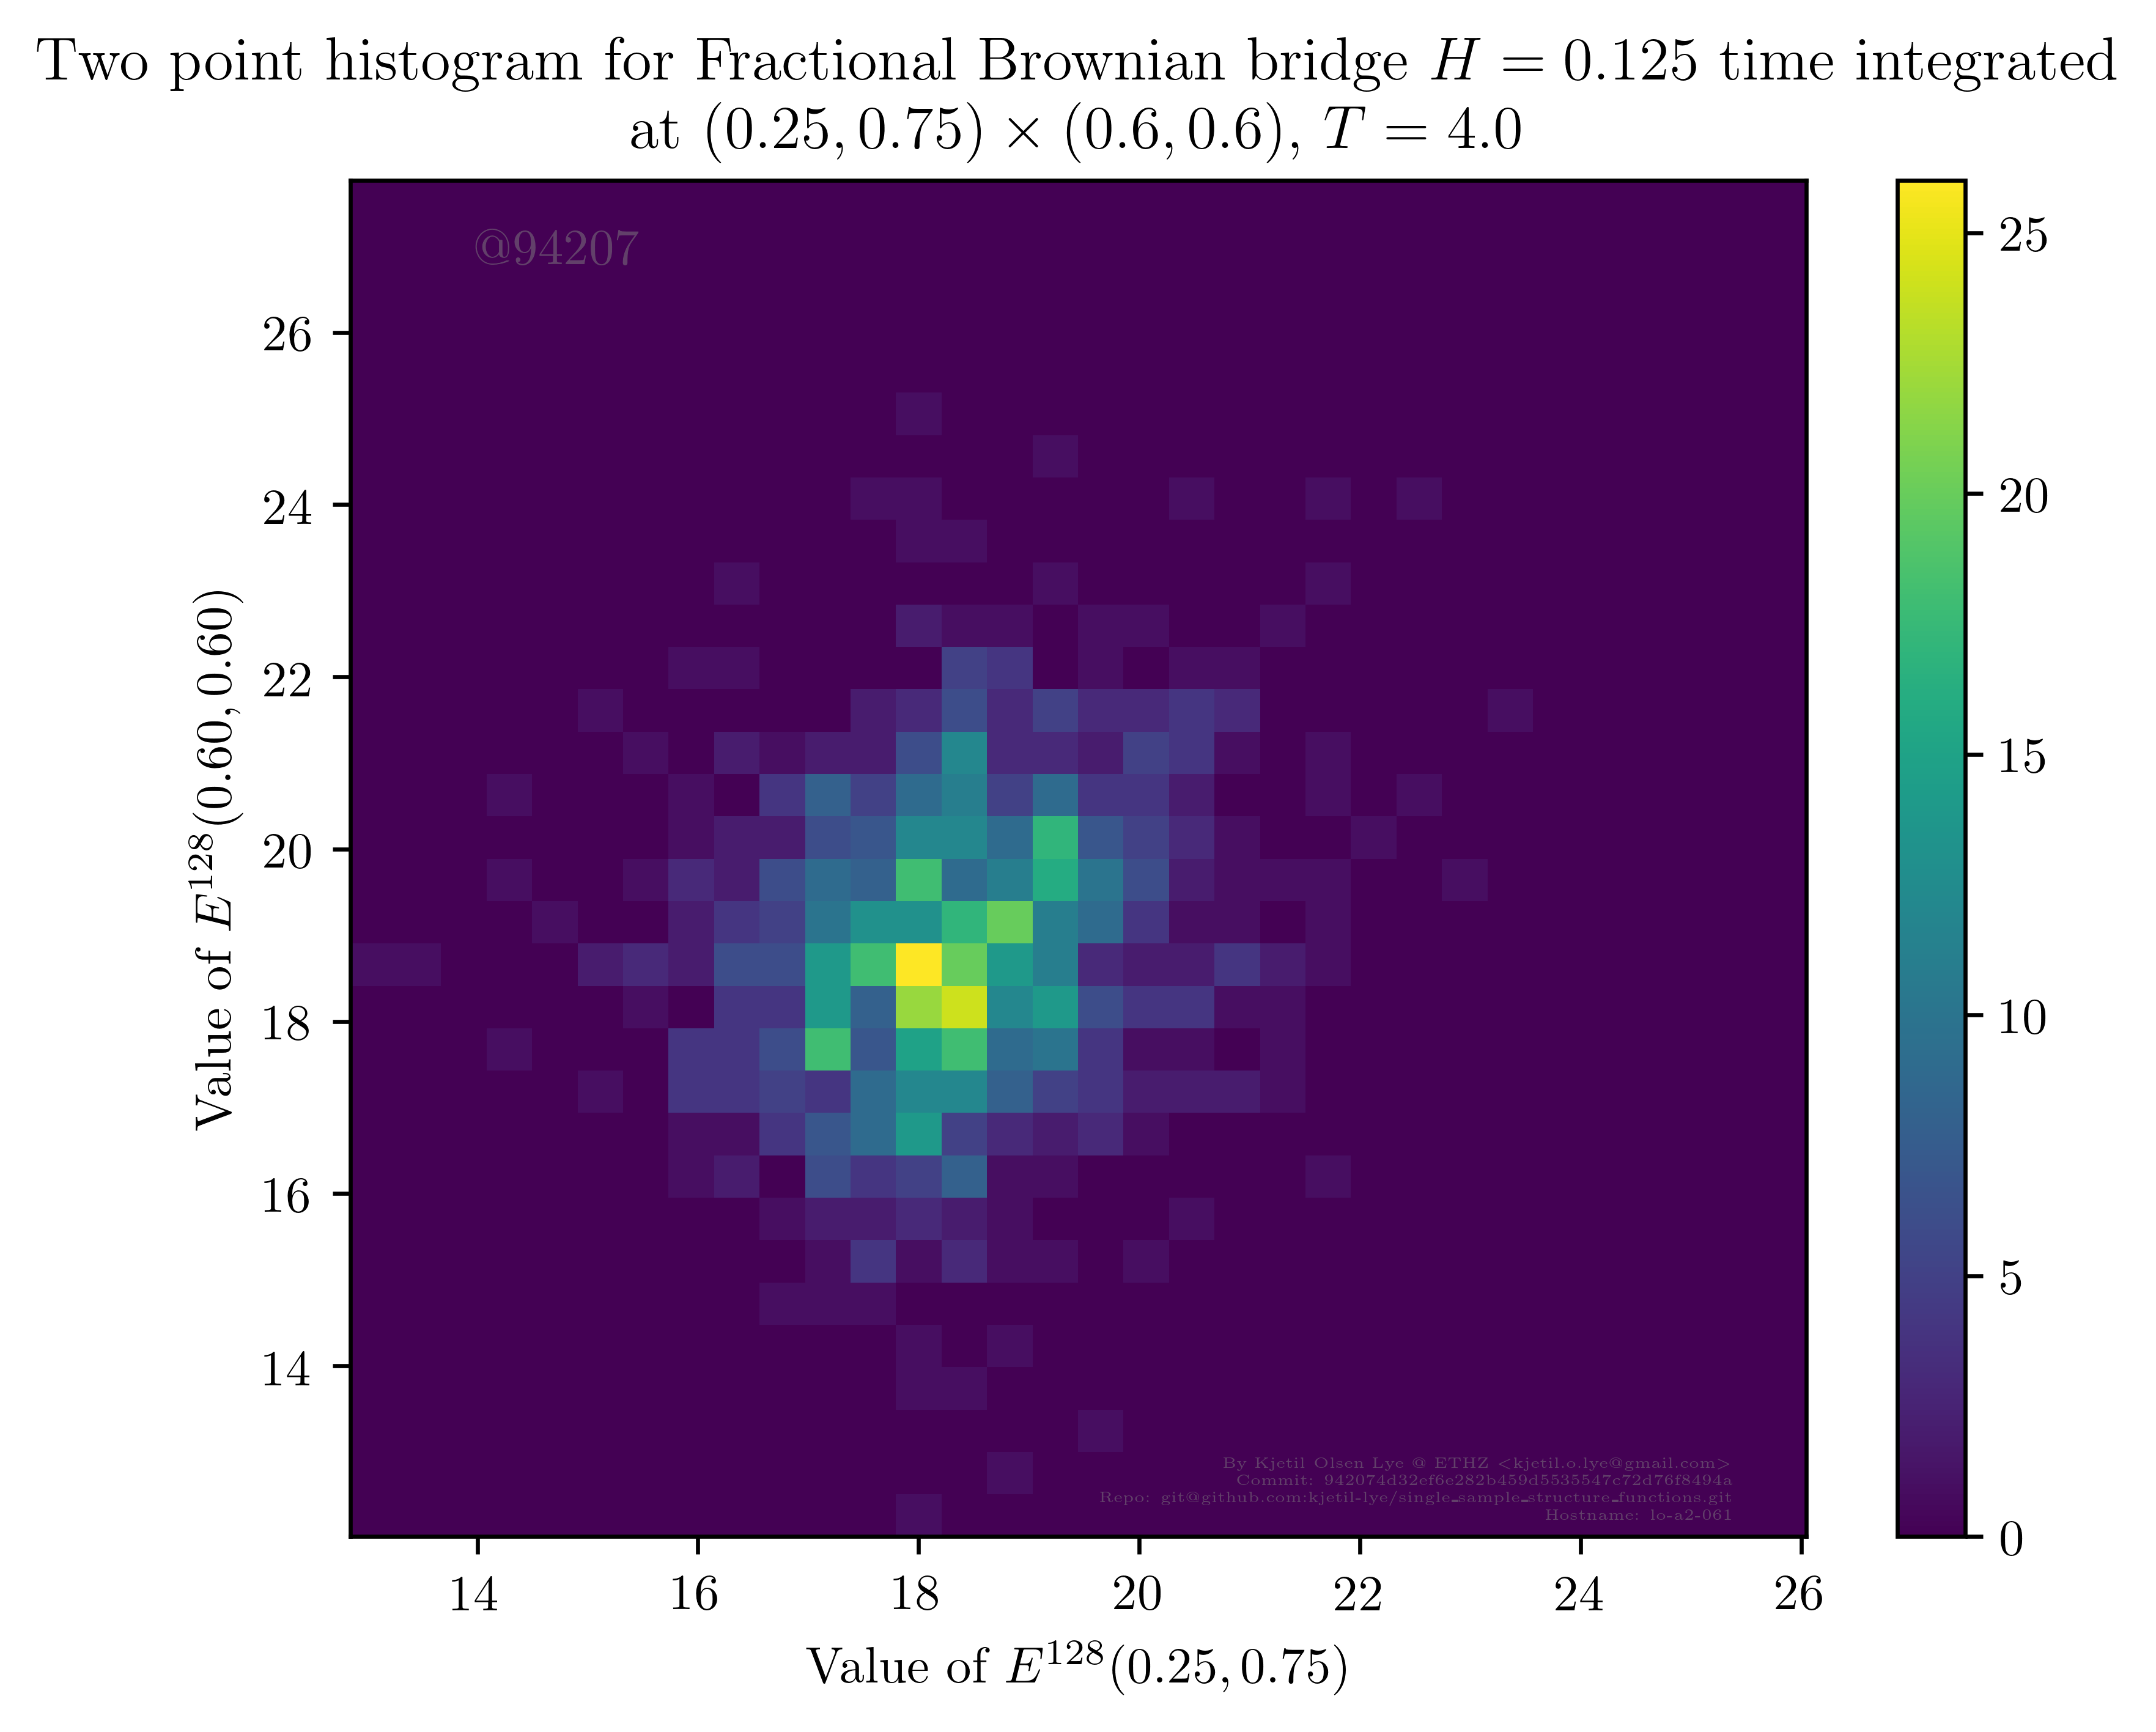 Two point histogram for Fractional Brownian bridge H = 0.125 time integrated
at (0.25, 0.75) × (0.6, 0.6), T = 4.0
@94207
26
24
22
20
18
16
14
Value of E^128(0.60, 0.60)
14 16 18 20 22 24 26
Value of E^128(0.25, 0.75)
25
20
15
10
5
0
By Kjetil Olsen Lye @ ETHZ <kjetil.o.lye@gmail.com>
Commit: 942074d32ef6e282b459d5535547c72d76f8494a
Repo: git@github.com:kjetil-lye/single_sample_structure_functions.git
Hostname: lo-a2-061